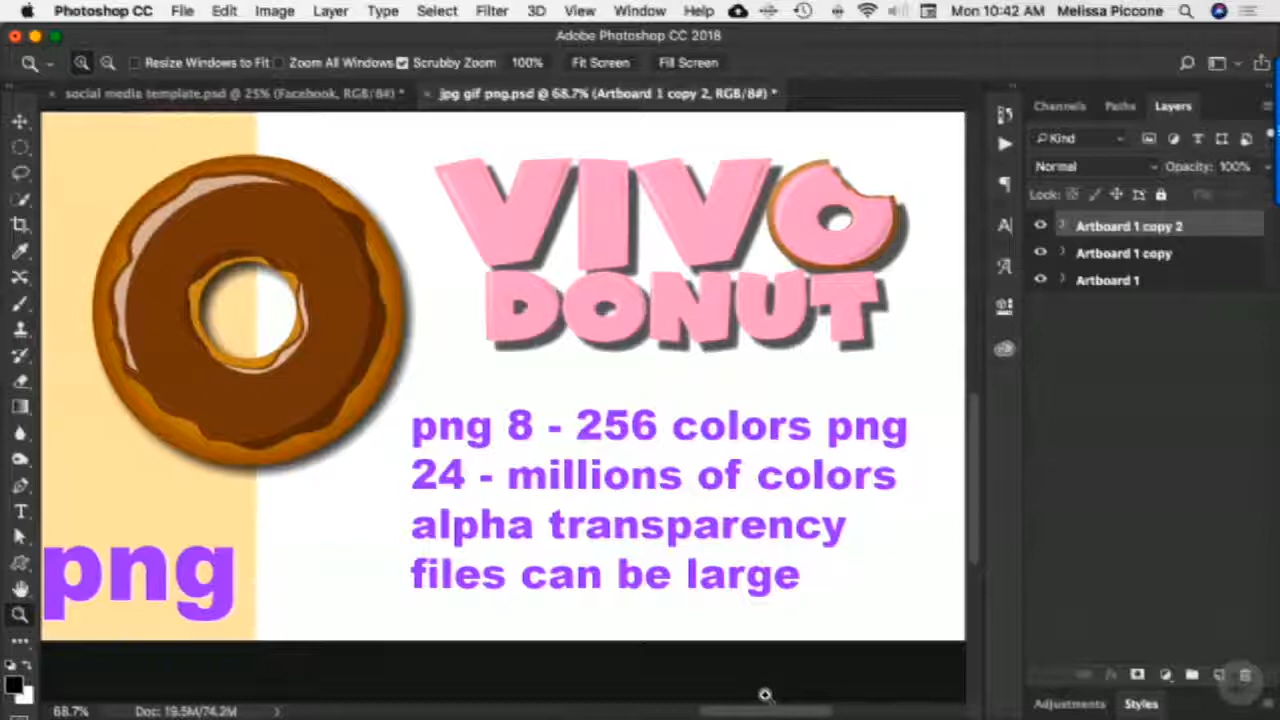 Photoshop CC File Edit Image Layer Type Select Filter 3D View Window Help Mon 10:42 AM Melissa Piccone
Adobe Photoshop CC 2018
Resize Windows to Fit Zoom All Windows Scrubby Zoom 100% Fit Screen Fill Screen
social media template.psd @ 25% (Facebook, RGB/8#) * jpg gif png.psd @ 68.7% (Artboard 1 copy 2, RGB/8#) *
Channels Paths Layers
Kind
Normal Opacity: 100%
Lock:
Artboard 1 copy 2
Artboard 1 copy
Artboard 1
VIVO
DONUT
png 8 - 256 colors png
24 - millions of colors
alpha transparency
files can be large
png
Adjustments Styles
68.7% Doc: 19.5M/74.2M